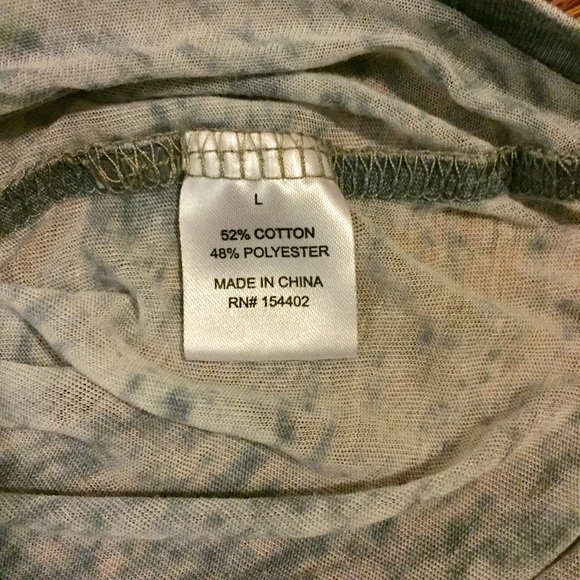 L
52% COTTON
48% POLYESTER
MADE IN CHINA
RN# 154402